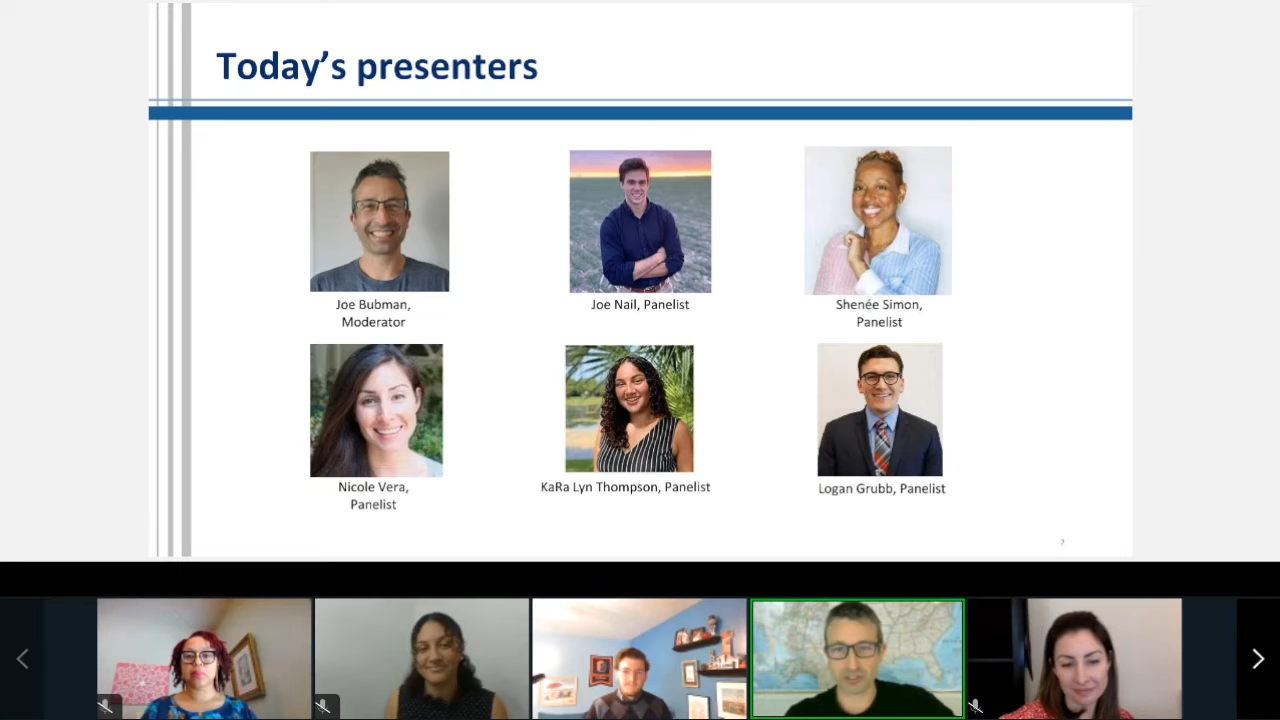 Today's presenters
Joe Bubman,
Moderator
Joe Nail, Panelist
Shenée Simon,
Panelist
Nicole Vera,
Panelist
KaRa Lyn Thompson, Panelist
Logan Grubb, Panelist